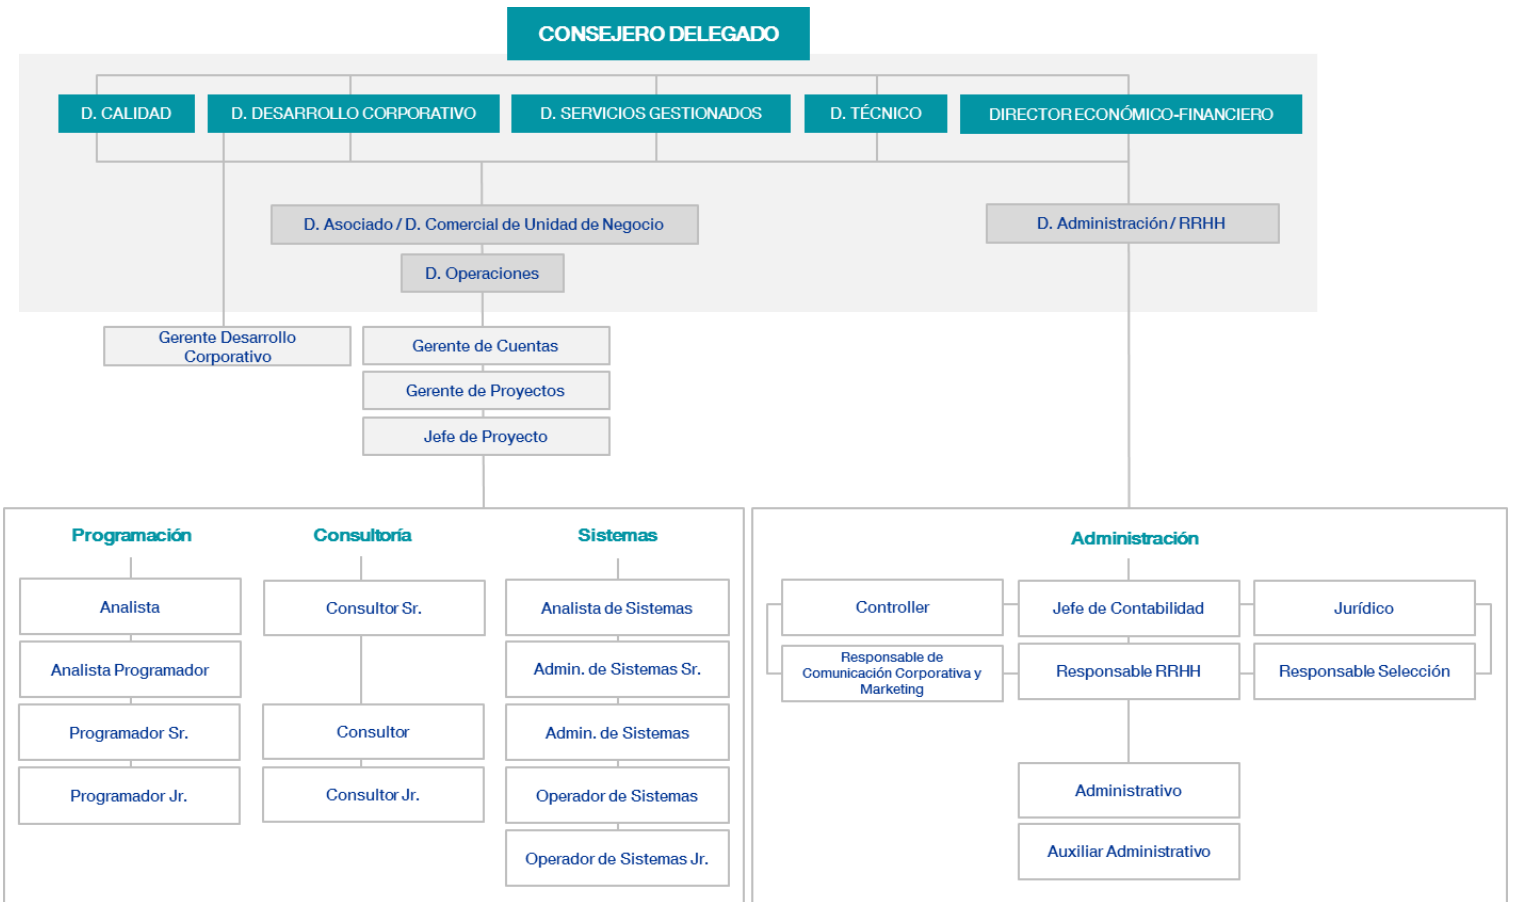 CONSEJERO DELEGADO
D. CALIDAD
D. DESARROLLO CORPORATIVO
D. SERVICIOS GESTIONADOS
D. TÉCNICO
DIRECTOR ECONÓMICO-FINANCIERO
D. Asociado / D. Comercial de Unidad de Negocio
D. Administración / RRHH
D. Operaciones
Gerente Desarrollo
Corporativo
Gerente de Cuentas
Gerente de Proyectos
Jefe de Proyecto
Programación
Analista
Analista Programador
Programador Sr.
Programador Jr.
Consultoría
Consultor Sr.
Consultor
Consultor Jr.
Sistemas
Analista de Sistemas
Admin. de Sistemas Sr.
Admin. de Sistemas
Operador de Sistemas
Operador de Sistemas Jr.
Administración
Controller
Jefe de Contabilidad
Jurídico
Responsable de
Comunicación Corporativa y
Marketing
Responsable RRHH
Responsable Selección
Administrativo
Auxiliar Administrativo